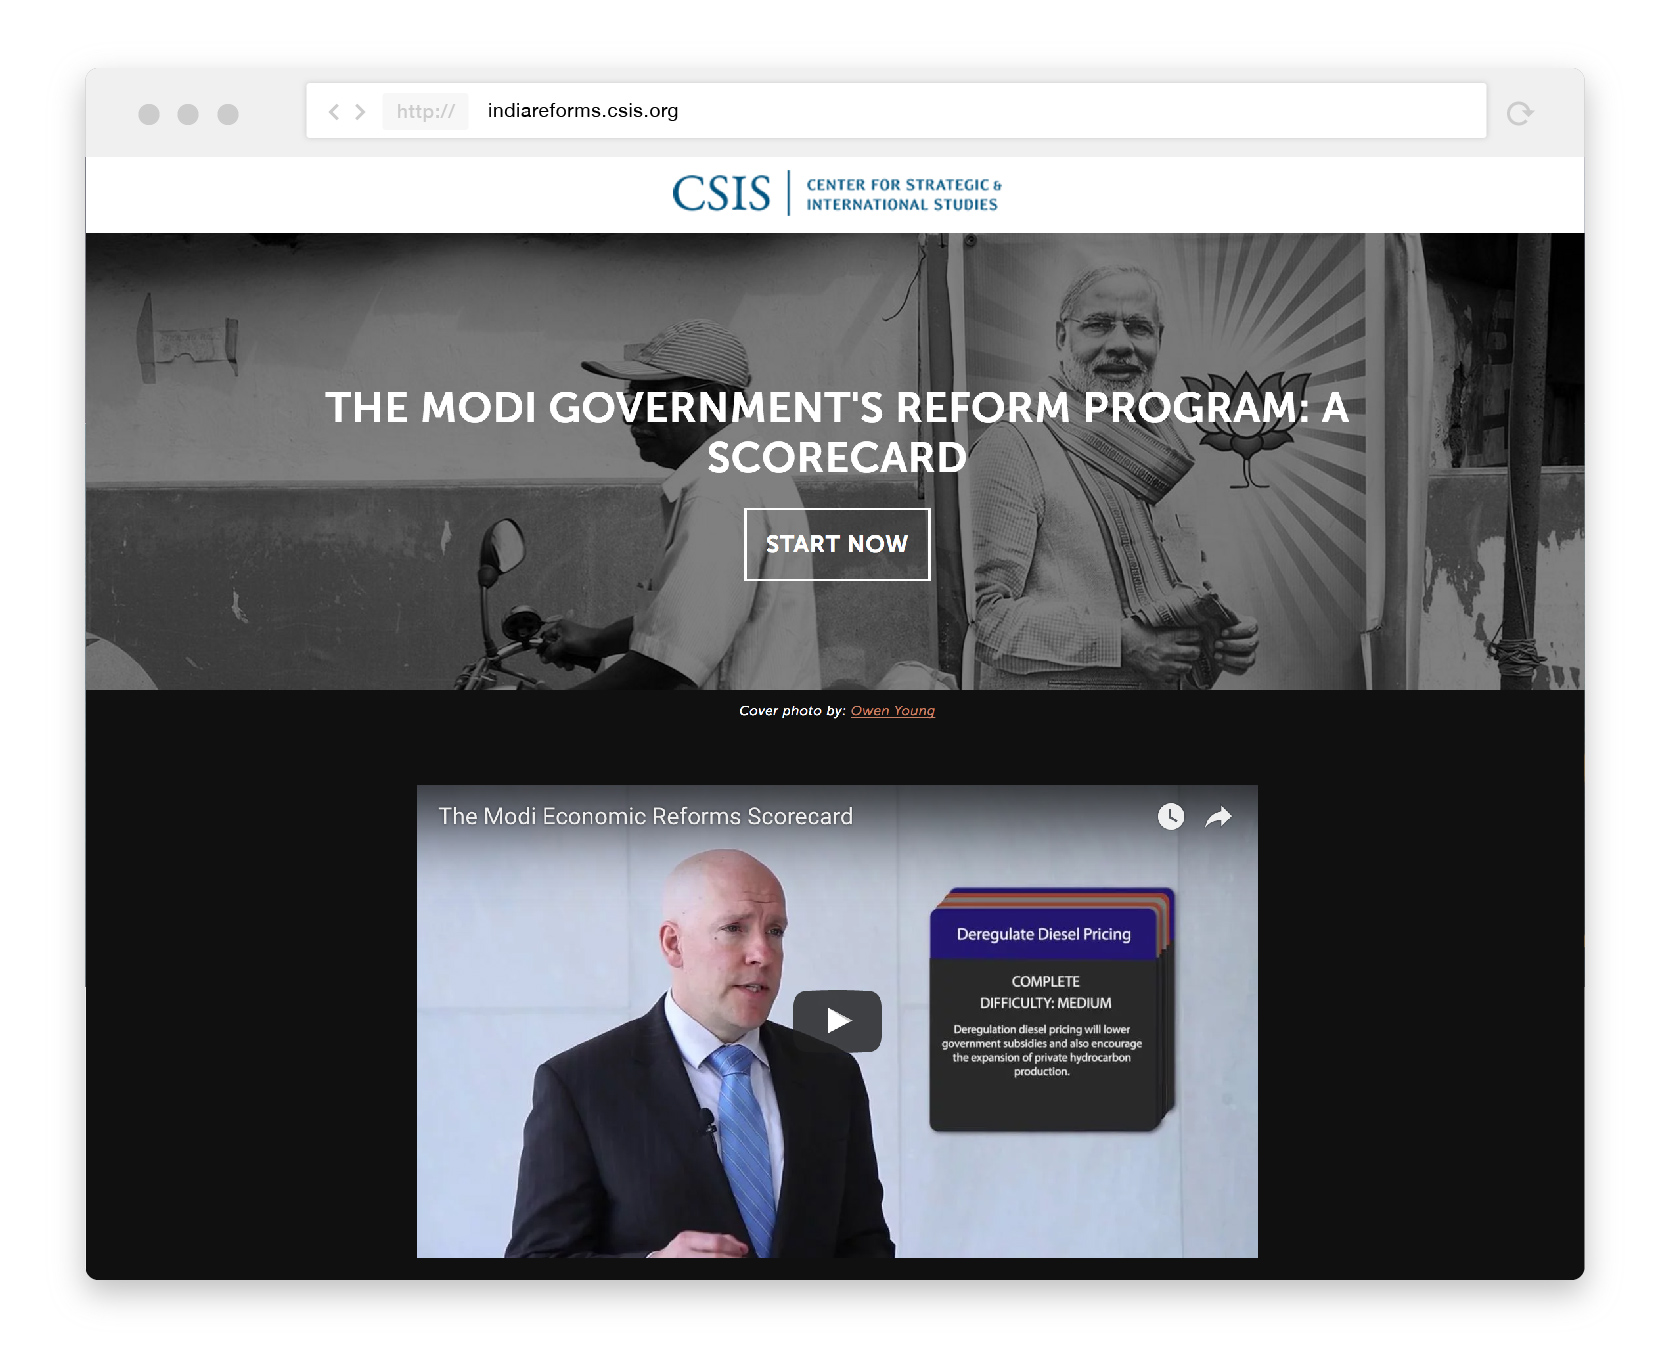 http://
indiareforms.csis.org
CSIS
CENTER FOR STRATEGIC &
INTERNATIONAL STUDIES
THE MODI GOVERNMENT'S REFORM PROGRAM: A
SCORECARD
START NOW
Cover photo by: Owen Young
The Modi Economic Reforms Scorecard
Deregulate Diesel Pricing
COMPLETE
DIFFICULTY: MEDIUM
Deregulation diesel pricing will lower
government subsidies and also encourage
the expansion of private hydrocarbon
production.